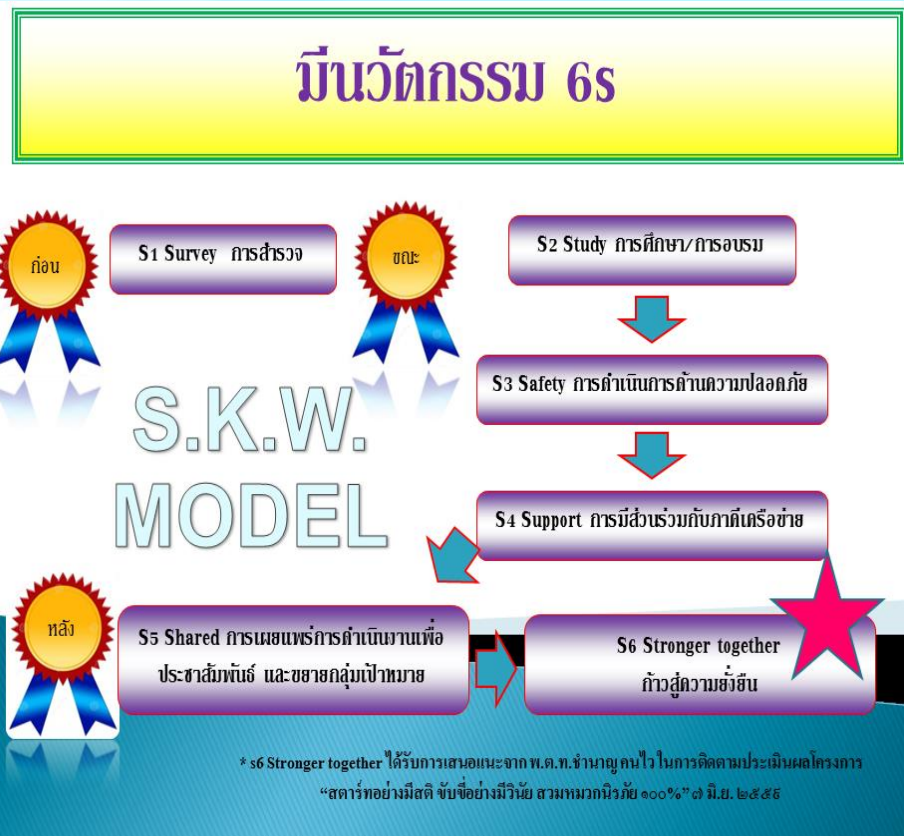 มีนวัตกรรม 6s
ก่อน
S1 Survey การสำรวจ
ขณะ
S2 Study การศึกษา/การอบรม
S3 Safety การดำเนินการด้านความปลอดภัย
S.K.W.
MODEL
S4 Support การมีส่วนร่วมกับภาคีเครือข่าย
หลัง
S5 Shared การเผยแพร่การดำเนินงานเพื่อ
ประชาสัมพันธ์ และขยายกลุ่มเป้าหมาย
S6 Stronger together
ก้าวสู่ความยั่งยืน
* s6 Stronger together ได้รับการเสนอแนะจาก พ.ต.ท.ชำนาญ คนไว ในการติดตามประเมินผลโครงการ
“สตาร์ทอย่างมีสติ ขับขี่อย่างมีวินัย สวมหมวกนิรภัย ๑๐๐%” ๗ มิ.ย. ๒๕๕๙